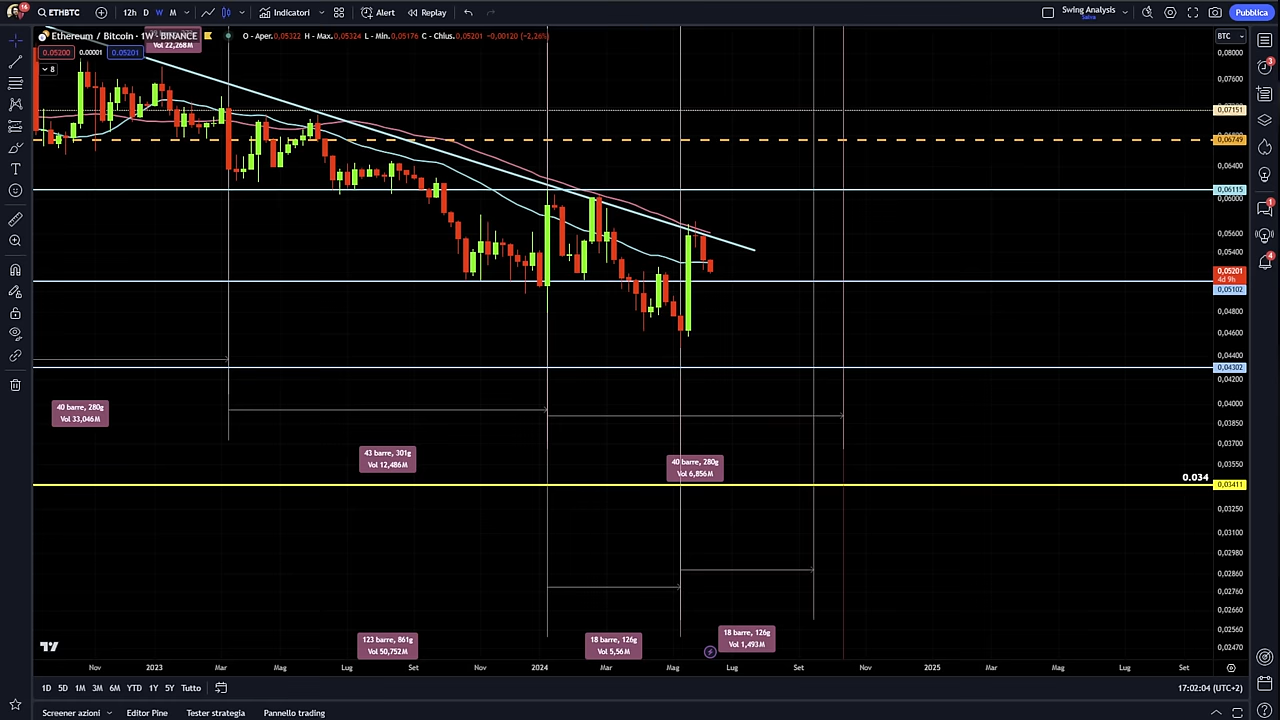 14
ETHBTC
12h
D
W
M
Indicatori
Alert
Replay
Swing Analysis
Salva
Pubblica
Ethereum / Bitcoin · 1W · BINANCE
O - Aper.0,05322 H - Max.0,05324 L - Min.0,05176 C - Chius.0,05201 −0,00120 (−2,26%)
Vol 22,268M
0.05200
0.00001
0,05201
8
BTC
0,08000
0,07600
0,07151
0,06749
0,06400
0,06115
0,06000
0,05600
0,05400
0,05201
4d 9h
0,05102
0,04800
0,04600
0,04400
0,04302
0,04200
0,04000
0,03850
0,03700
0,03550
0.034
0,03411
0,03250
0,03100
0,02980
0,02860
0,02760
0,02660
0,02560
0,02470
40 barre, 280g
Vol 33,046M
43 barre, 301g
Vol 12,486M
40 barre, 280g
Vol 6,856M
123 barre, 861g
Vol 50,752M
18 barre, 126g
Vol 5,56M
18 barre, 126g
Vol 1,493M
3
1
4
Nov
2023
Mar
Mag
Lug
Set
Nov
2024
Mar
Mag
Lug
Set
Nov
2025
Mar
Mag
Lug
Set
1D
5D
1M
3M
6M
YTD
1Y
5Y
Tutto
17:02:04 (UTC+2)
Screener azioni
Editor Pine
Tester strategia
Pannello trading